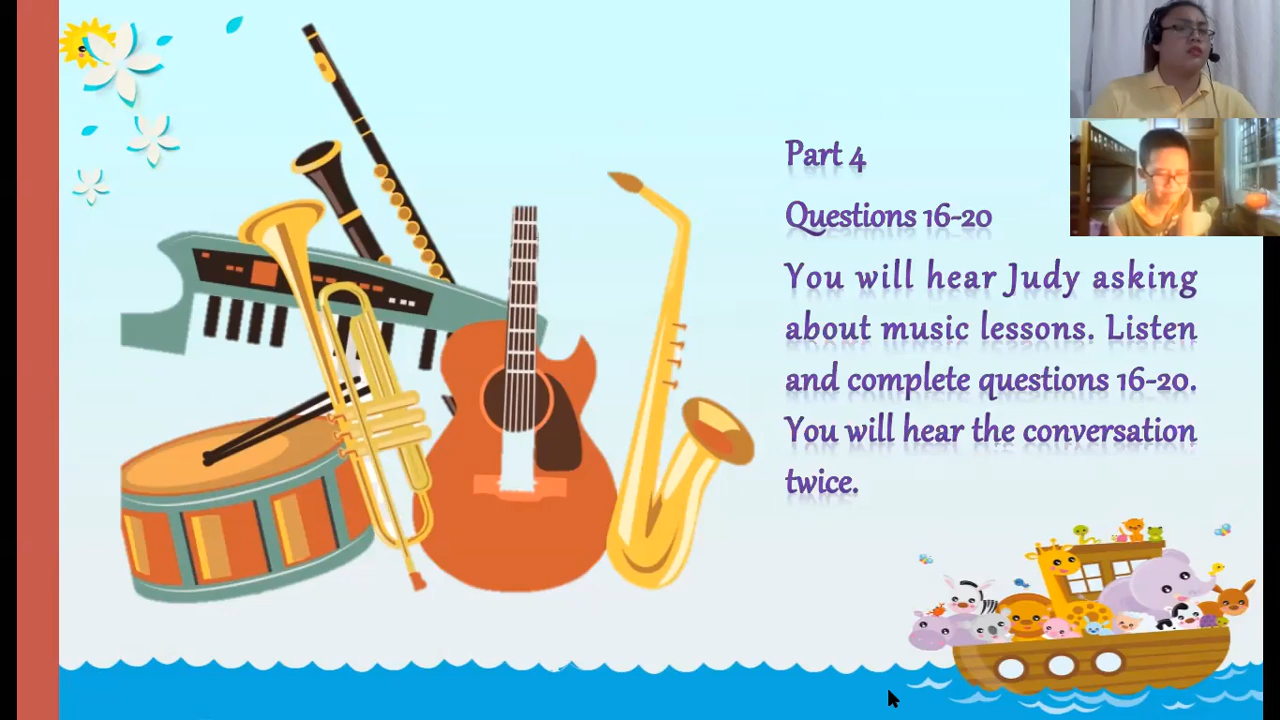 Part 4
Questions 16-20
You will hear Judy asking
about music lessons. Listen
and complete questions 16-20.
You will hear the conversation
twice.